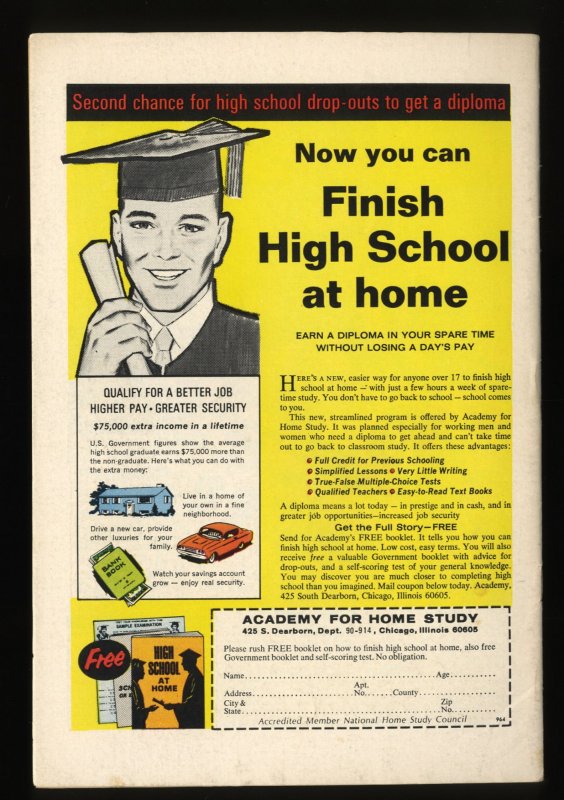 Second chance for high school drop-outs to get a diploma
Now you can
Finish
High School
at home
EARN A DIPLOMA IN YOUR SPARE TIME
WITHOUT LOSING A DAY'S PAY
QUALIFY FOR A BETTER JOB
HIGHER PAY • GREATER SECURITY
$75,000 extra income in a lifetime
U.S. Government figures show the average
high school graduate earns $75,000 more than
the non-graduate. Here's what you can do with
the extra money:
Live in a home of
your own in a fine
neighborhood.
Drive a new car, provide
other luxuries for your
family.
BANK
BOOK
Watch your savings account
grow — enjoy real security.
HERE'S A NEW, easier way for anyone over 17 to finish high
school at home — with just a few hours a week of spare-
time study. You don't have to go back to school — school comes
to you.
This new, streamlined program is offered by Academy for
Home Study. It was planned especially for working men and
women who need a diploma to get ahead and can't take time
out to go back to classroom study. It offers these advantages:
• Full Credit for Previous Schooling
• Simplified Lessons • Very Little Writing
• True-False Multiple-Choice Tests
• Qualified Teachers • Easy-to-Read Text Books
A diploma means a lot today — in prestige and in cash, and in
greater job opportunities—increased job security
Get the Full Story—FREE
Send for Academy's FREE booklet. It tells you how you can
finish high school at home. Low cost, easy terms. You will also
receive free a valuable Government booklet with advice for
drop-outs, and a self-scoring test of your general knowledge.
You may discover you are much closer to completing high
school than you imagined. Mail coupon below today. Academy,
425 South Dearborn, Chicago, Illinois 60605.
SAMPLE EXAMINATION
Free
HIGH
SCHOOL
AT
HOME
ACADEMY FOR HOME STUDY
425 S. Dearborn, Dept. 90-914, Chicago, Illinois 60605
Please rush FREE booklet on how to finish high school at home, also free
Government booklet and self-scoring test. No obligation.
Name.......................................Age...............
Address.......................Apt. No.......County...............
City &
State.......................................Zip No...........
Accredited Member National Home Study Council
964